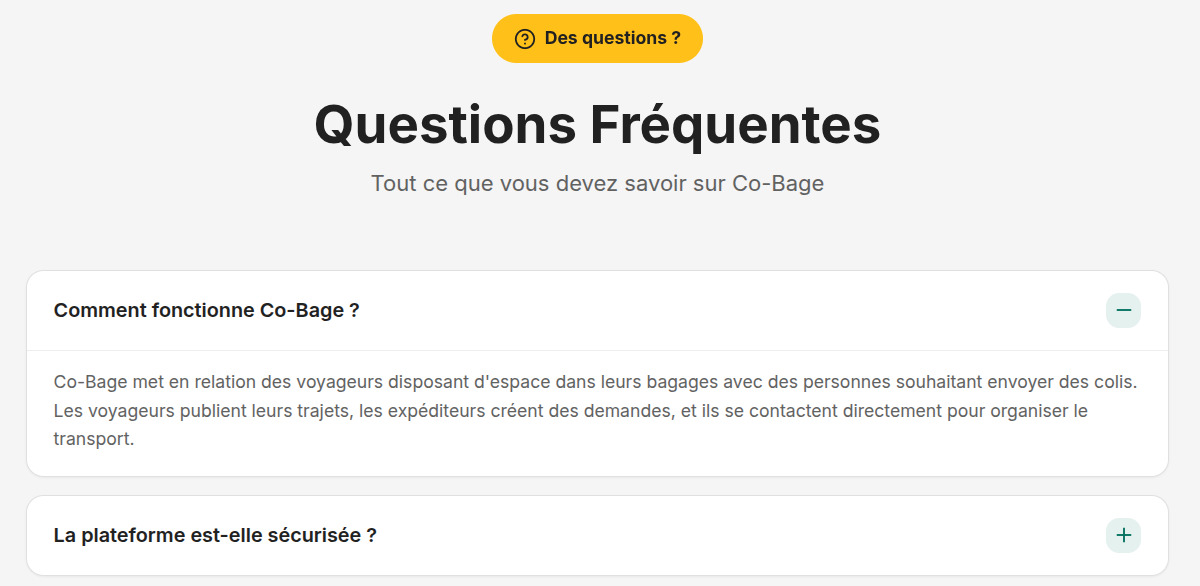 Des questions ?
Questions Fréquentes
Tout ce que vous devez savoir sur Co-Bage
Comment fonctionne Co-Bage ?
Co-Bage met en relation des voyageurs disposant d'espace dans leurs bagages avec des personnes souhaitant envoyer des colis.
Les voyageurs publient leurs trajets, les expéditeurs créent des demandes, et ils se contactent directement pour organiser le
transport.
La plateforme est-elle sécurisée ?